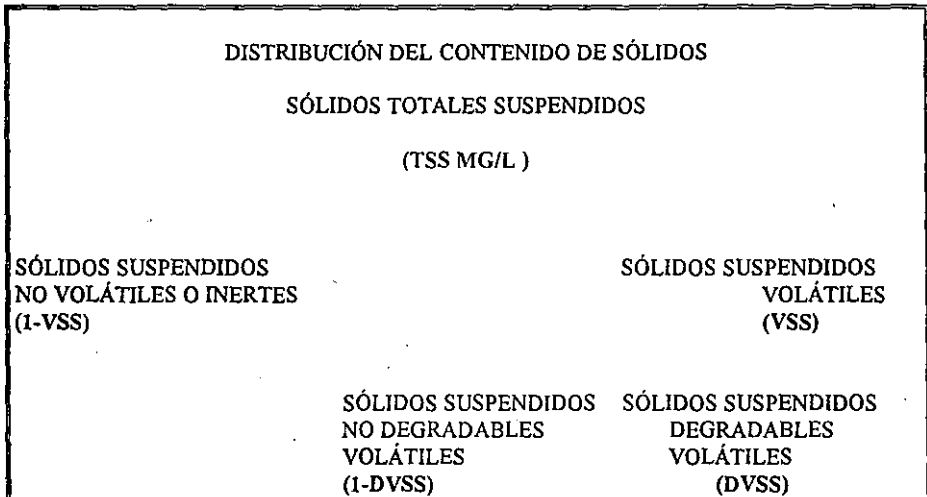 DISTRIBUCIÓN DEL CONTENIDO DE SÓLIDOS
SÓLIDOS TOTALES SUSPENDIDOS
(TSS MG/L )
SÓLIDOS SUSPENDIDOS
NO VOLÁTILES O INERTES
(1-VSS)
SÓLIDOS SUSPENDIDOS
VOLÁTILES
(VSS)
SÓLIDOS SUSPENDIDOS
NO DEGRADABLES
VOLÁTILES
(1-DVSS)
SÓLIDOS SUSPENDIDOS
DEGRADABLES
VOLÁTILES
(DVSS)